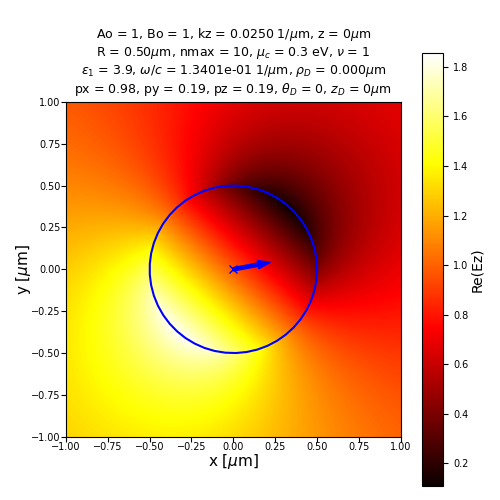 Ao = 1, Bo = 1, kz = 0.0250 1/μm, z = 0μm
R = 0.50μm, nmax = 10, μ_c = 0.3 eV, ν = 1
ε₁ = 3.9, ω/c = 1.3401e-01 1/μm, ρ_D = 0.000μm
px = 0.98, py = 0.19, pz = 0.19, θ_D = 0, z_D = 0μm
1.00
0.75
0.50
0.25
0.00
−0.25
−0.50
−0.75
−1.00
y [μm]
−1.00 −0.75 −0.50 −0.25 0.00 0.25 0.50 0.75 1.00
x [μm]
1.8
1.6
1.4
1.2
1.0
0.8
0.6
0.4
0.2
Re(Ez)